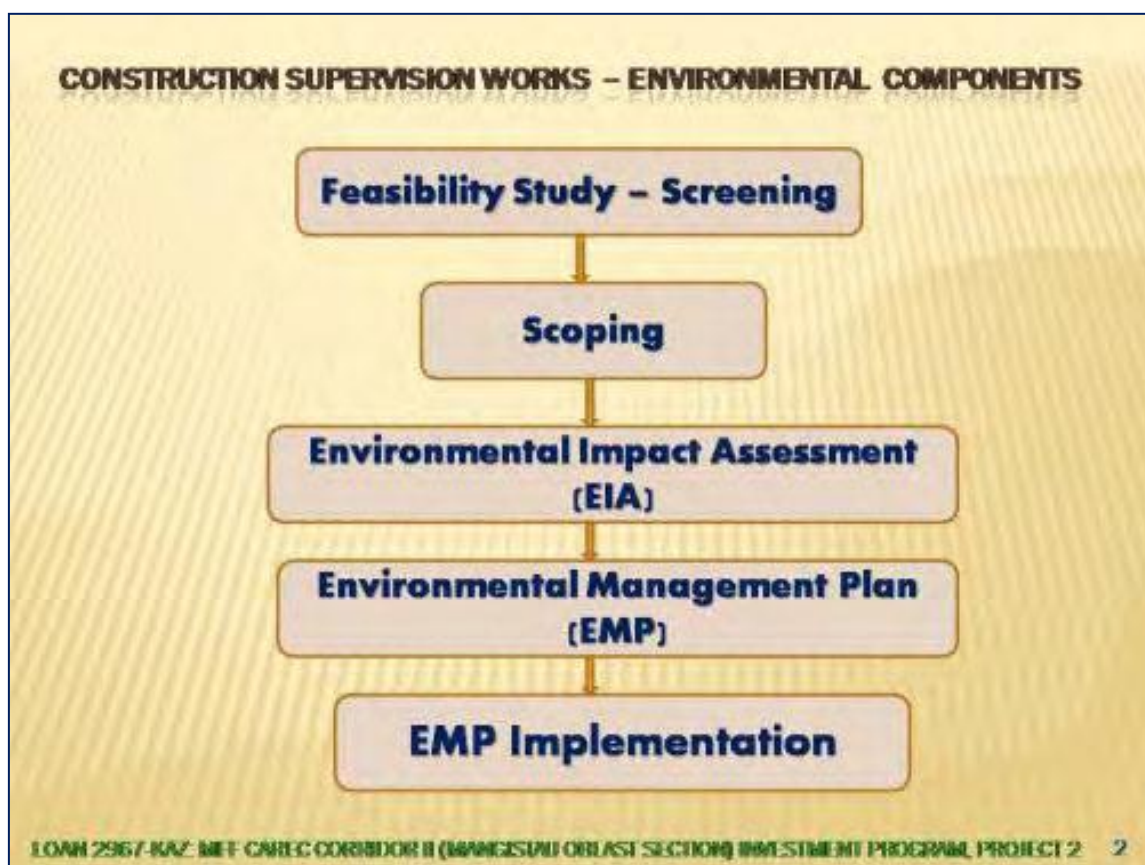 CONSTRUCTION SUPERVISION WORKS – ENVIRONMENTAL COMPONENTS
Feasibility Study – Screening
Scoping
Environmental Impact Assessment
(EIA)
Environmental Management Plan
(EMP)
EMP Implementation
LOAN 2967-KAZ: MFF CAREC CORRIDOR II (MANGISTAU OBLAST SECTION) INVESTMENT PROGRAM, PROJECT 2 2